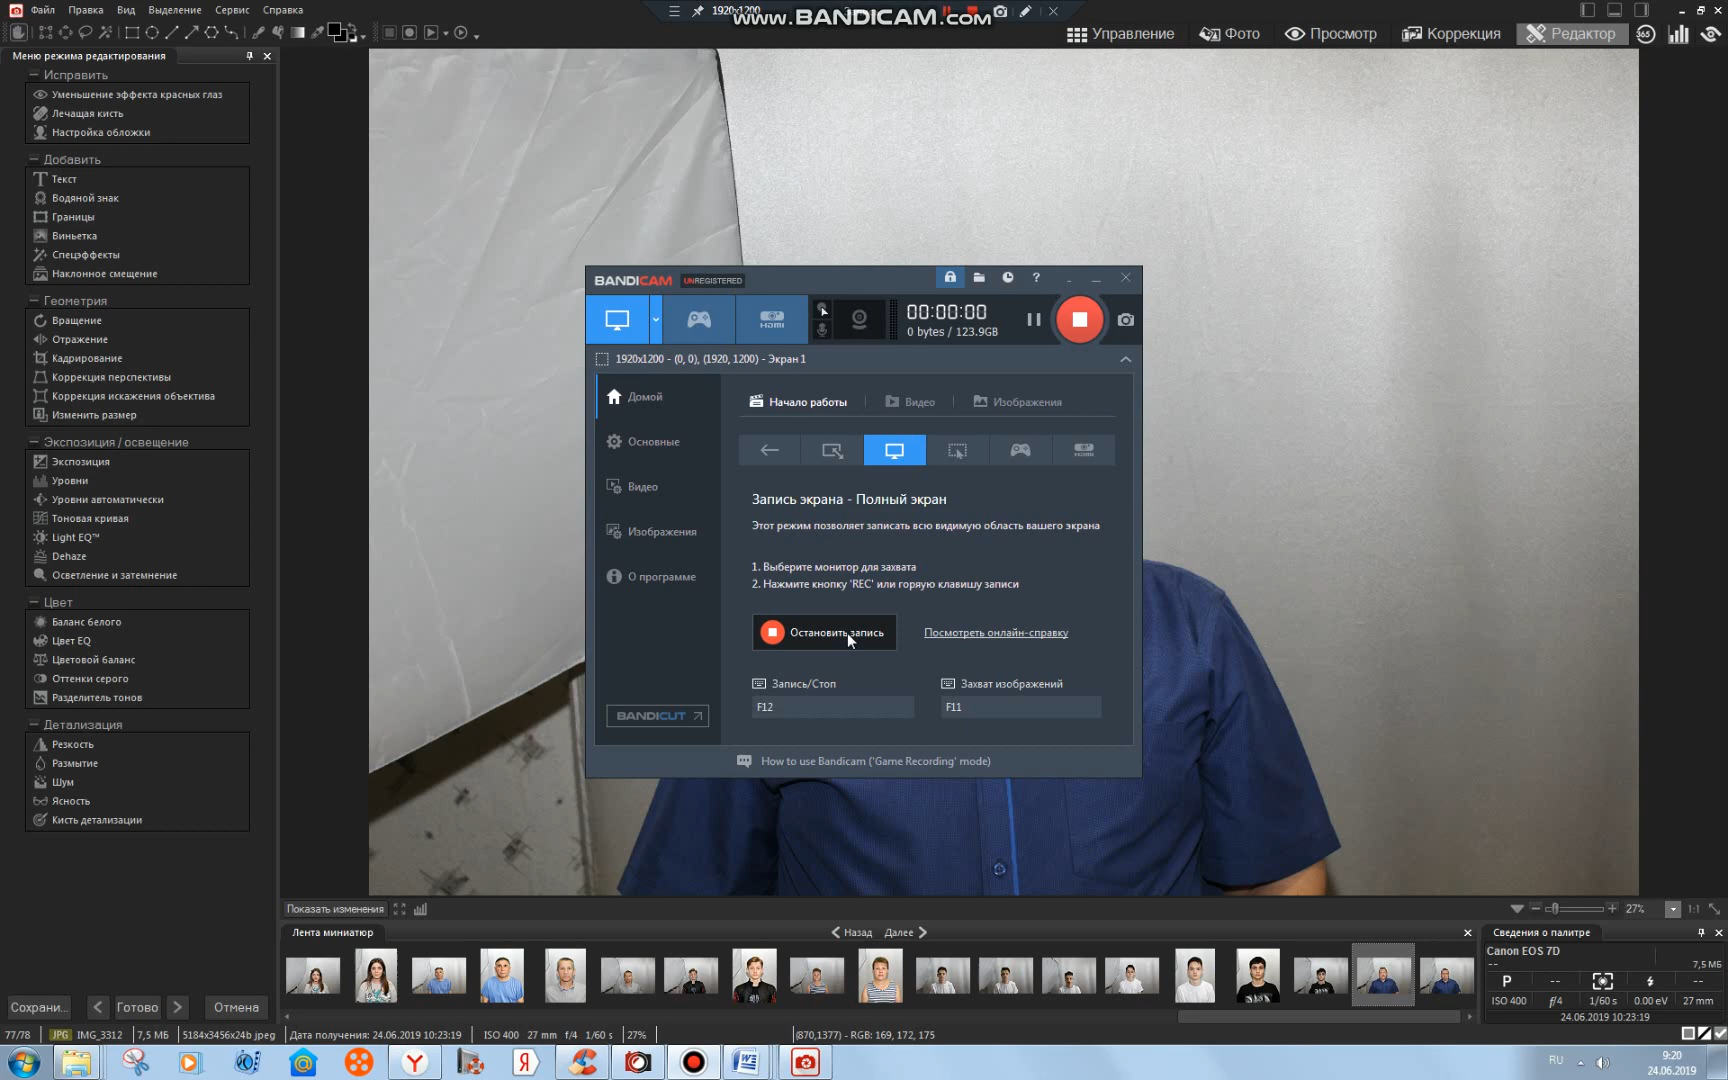 Файл Правка Вид Выделение Сервис Справка
1920x1200
www.BANDICAM.com
Управление Фото Просмотр Коррекция Редактор 365
Меню режима редактирования
Исправить
Уменьшение эффекта красных глаз
Лечащая кисть
Настройка обложки
Добавить
Текст
Водяной знак
Границы
Виньетка
Спецэффекты
Наклонное смещение
Геометрия
Вращение
Отражение
Кадрирование
Коррекция перспективы
Коррекция искажения объектива
Изменить размер
Экспозиция / освещение
Экспозиция
Уровни
Уровни автоматически
Тоновая кривая
Light EQ™
Dehaze
Осветление и затемнение
Цвет
Баланс белого
Цвет EQ
Цветовой баланс
Оттенки серого
Разделитель тонов
Детализация
Резкость
Размытие
Шум
Ясность
Кисть детализации
Сохрани... Готово Отмена
BANDICAM UNREGISTERED
HDMI
00:00:00
0 bytes / 123.9GB
1920x1200 - (0, 0), (1920, 1200) - Экран 1
Домой
Основные
Видео
Изображения
О программе
BANDICUT
Начало работы Видео Изображения
Запись экрана - Полный экран
Этот режим позволяет записать всю видимую область вашего экрана
1. Выберите монитор для захвата
2. Нажмите кнопку 'REC' или горяую клавишу записи
Остановить запись Посмотреть онлайн-справку
Запись/Стоп Захват изображений
F12 F11
How to use Bandicam ('Game Recording' mode)
Показать изменения 27% 1:1
Лента миниатюр Назад Далее
Сведения о палитре
Canon EOS 7D
-- 7,5 МБ
P -- --
ISO 400 f/4 1/60 s 0.00 eV 27 mm
24.06.2019 10:23:19
77/78 JPG IMG_3312 7,5 МБ 5184x3456x24b jpeg Дата получения: 24.06.2019 10:23:19 ISO 400 27 mm f/4 1/60 s 27% (870,1377) - RGB: 169, 172, 175
RU 9:20
24.06.2019